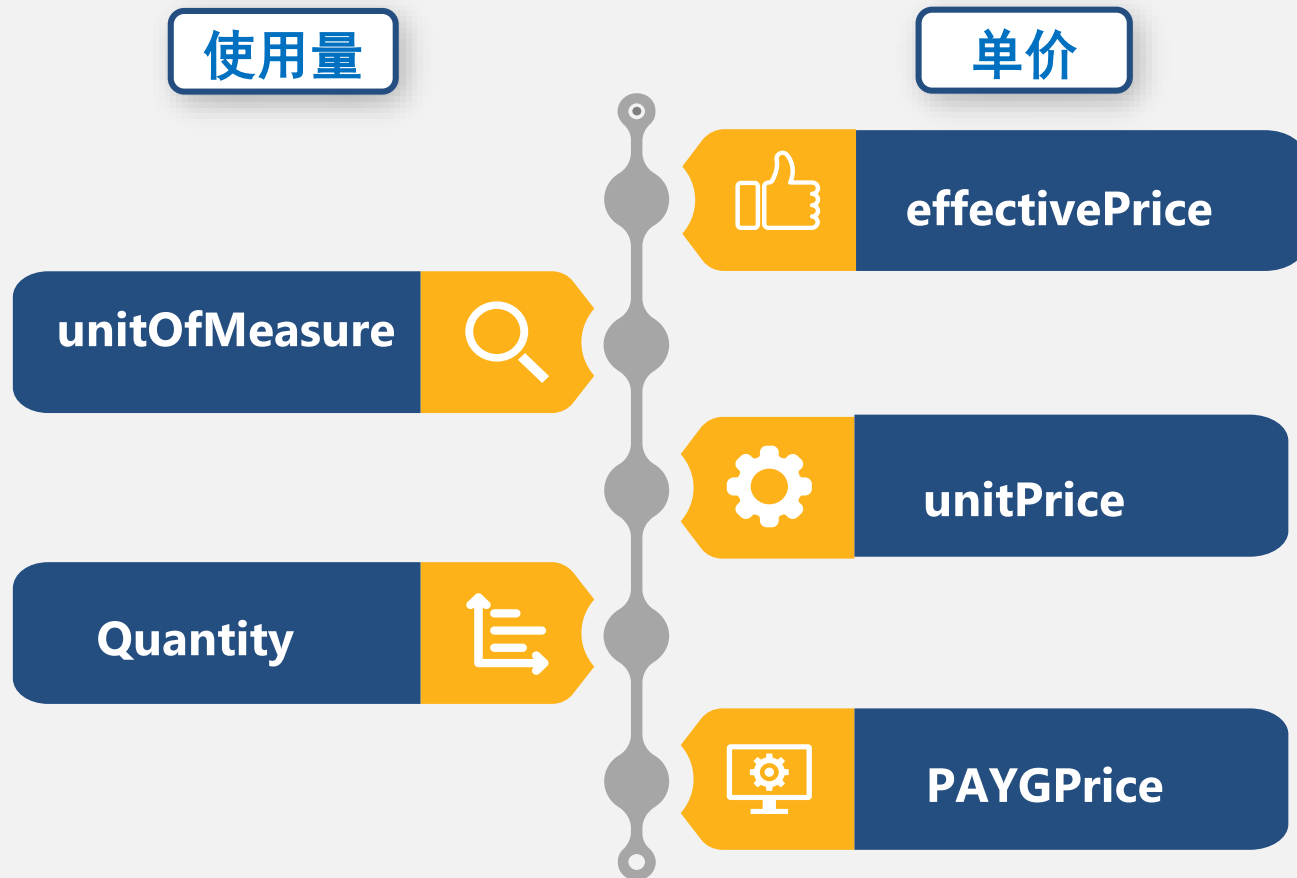 使用量
单价
effectivePrice
unitOfMeasure
unitPrice
Quantity
PAYGPrice